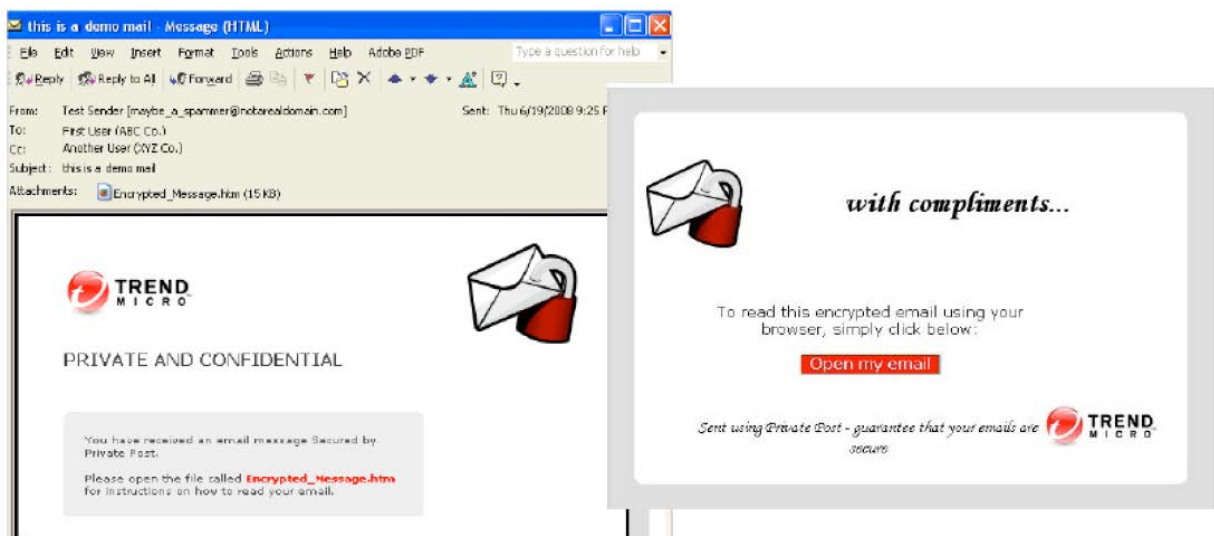 this is a demo mail - Message (HTML)
File Edit View Insert Format Tools Actions Help Adobe PDF Type a question for help
Reply Reply to All Forward
From: Test Sender [maybe_a_spammer@notarealdomain.com] Sent: Thu 6/19/2008 9:25 P
To: First User (ABC Co.)
Cc: Another User (XYZ Co.)
Subject: this is a demo mail
Attachments: Encrypted_Message.htm (15 KB)
TREND
MICRO
PRIVATE AND CONFIDENTIAL
You have received an email message Secured by
Private Post.
Please open the file called Encrypted_Message.htm
for instructions on how to read your email.
with compliments...
To read this encrypted email using your
browser, simply click below:
Open my email
Sent using Private Post - guarantee that your emails are
secure
TREND
MICRO